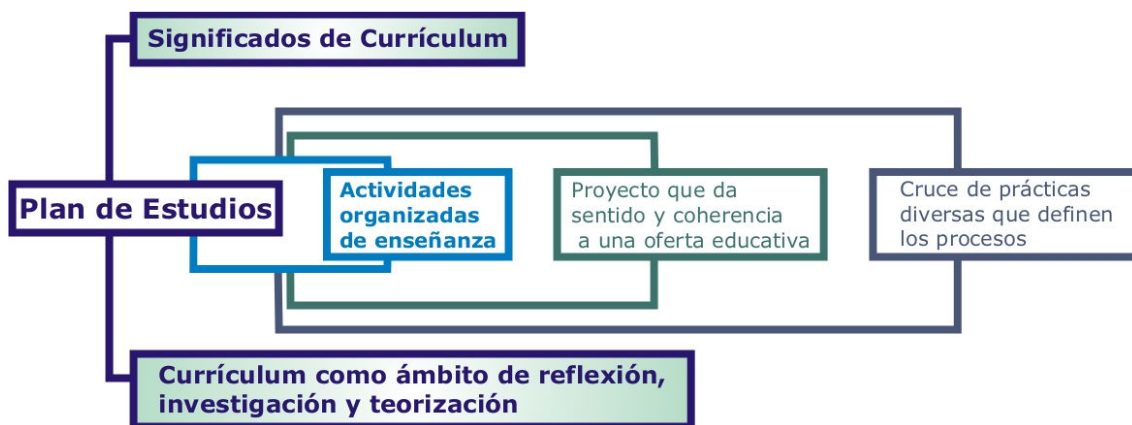 Significados de Currículum
Plan de Estudios
Actividades
organizadas
de enseñanza
Proyecto que da
sentido y coherencia
a una oferta educativa
Cruce de prácticas
diversas que definen
los procesos
Currículum como ámbito de reflexión,
investigación y teorización